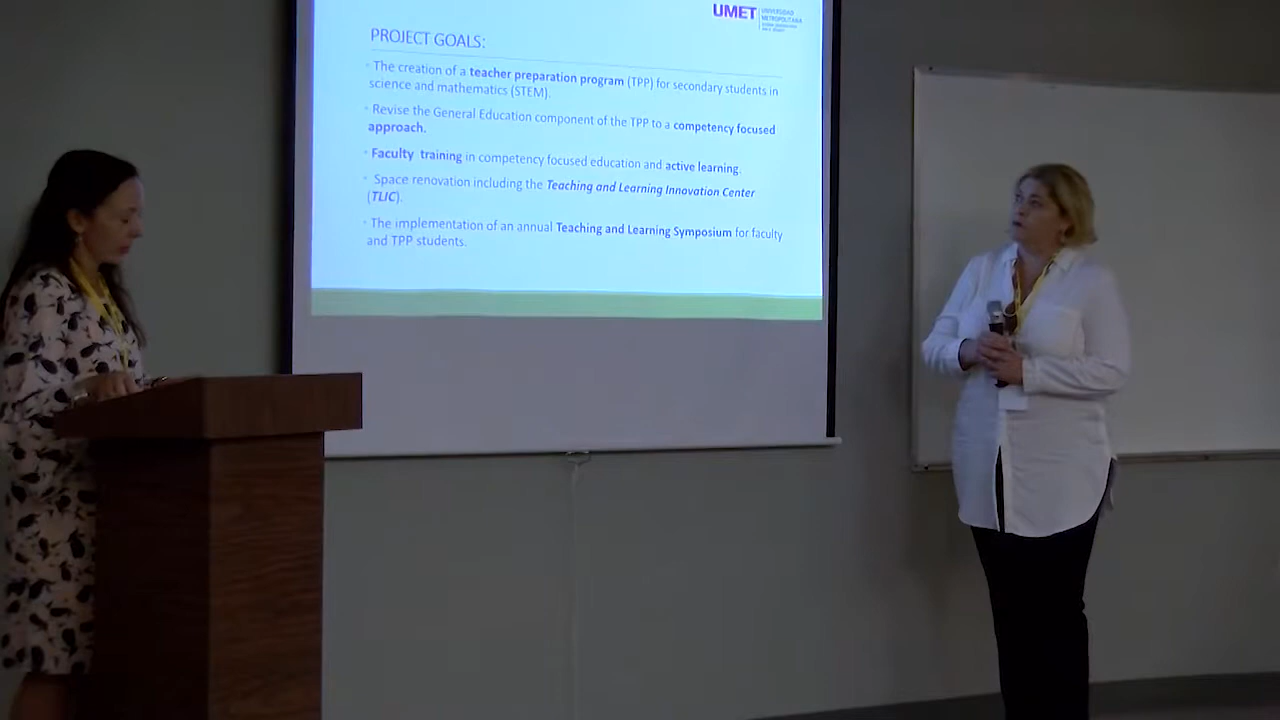 UMET UNIVERSIDAD
METROPOLITANA
PROJECT GOALS:
The creation of a teacher preparation program (TPP) for secondary students in
science and mathematics (STEM).
Revise the General Education component of the TPP to a competency focused
approach.
Faculty training in competency focused education and active learning.
Space renovation including the Teaching and Learning Innovation Center
(TLIC).
The implementation of an annual Teaching and Learning Symposium for faculty
and TPP students.